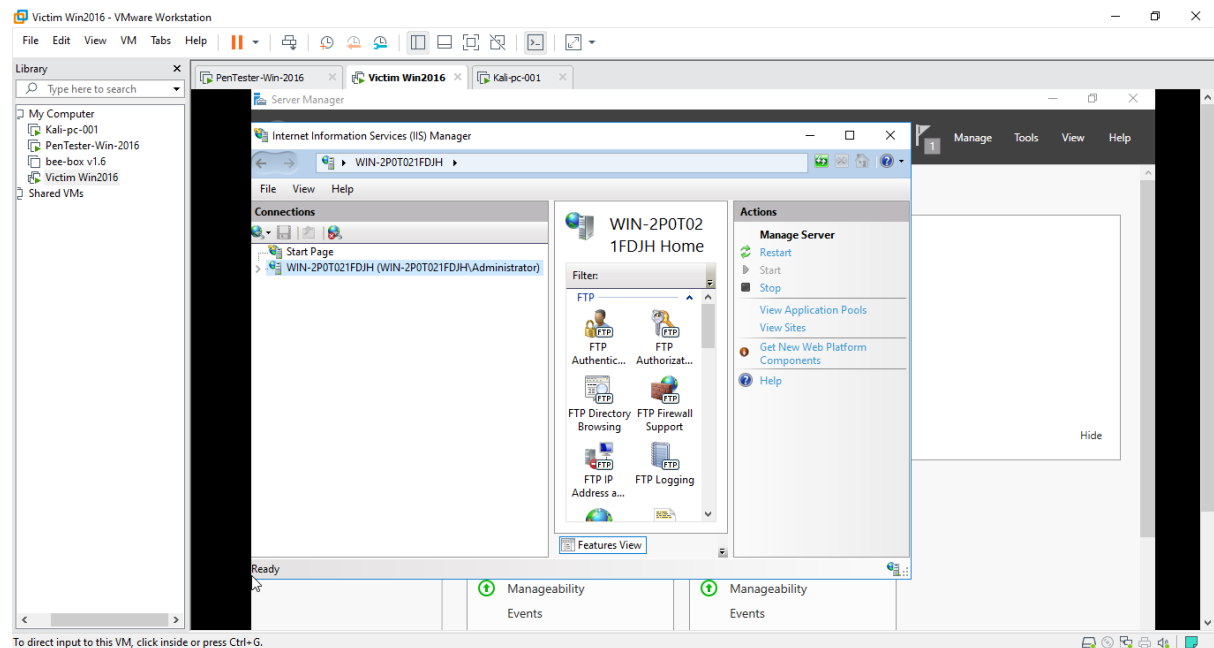 Victim Win2016 - VMware Workstation
File Edit View VM Tabs Help
Library
Type here to search
My Computer
Kali-pc-001
PenTester-Win-2016
bee-box v1.6
Victim Win2016
Shared VMs
PenTester-Win-2016
Victim Win2016
Kali-pc-001
Server Manager
1
Manage Tools View Help
Internet Information Services (IIS) Manager
WIN-2P0T021FDJH
File View Help
Connections
Start Page
WIN-2P0T021FDJH (WIN-2P0T021FDJH\Administrator)
WIN-2P0T02
1FDJH Home
Filter:
FTP
FTP
Authentic...
FTP
Authorizat...
FTP Directory
Browsing
FTP Firewall
Support
FTP IP
Address a...
FTP Logging
Features View
Actions
Manage Server
Restart
Start
Stop
View Application Pools
View Sites
Get New Web Platform
Components
Help
Ready
Hide
Manageability
Events
Manageability
Events
To direct input to this VM, click inside or press Ctrl+G.